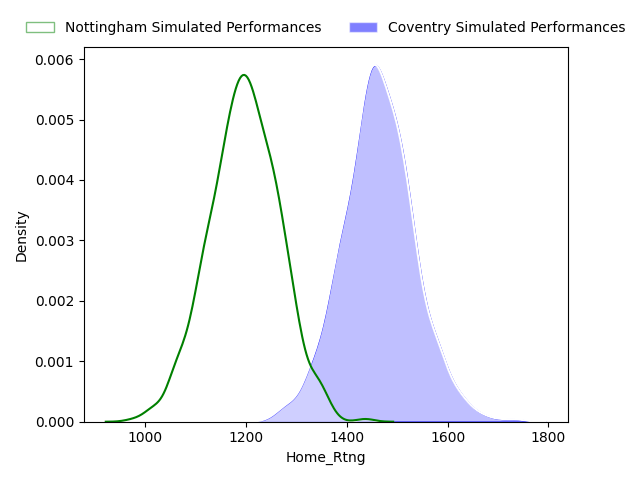 Nottingham Simulated Performances Coventry Simulated Performances
0.006
0.005
0.004
0.003
0.002
0.001
0.000
Density
1000 1200 1400 1600 1800
Home_Rtng